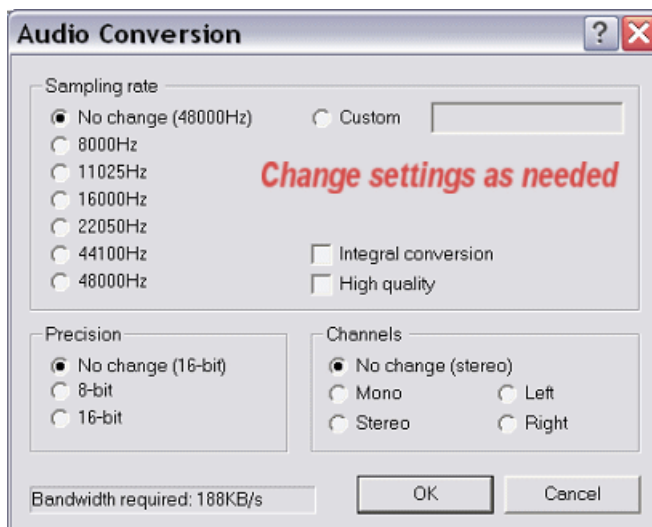 Audio Conversion
Sampling rate
No change (48000Hz)
Custom
8000Hz
11025Hz
Change settings as needed
16000Hz
22050Hz
44100Hz
Integral conversion
48000Hz
High quality
Precision
No change (16-bit)
8-bit
16-bit
Channels
No change (stereo)
Mono
Left
Stereo
Right
Bandwidth required: 188KB/s
OK
Cancel